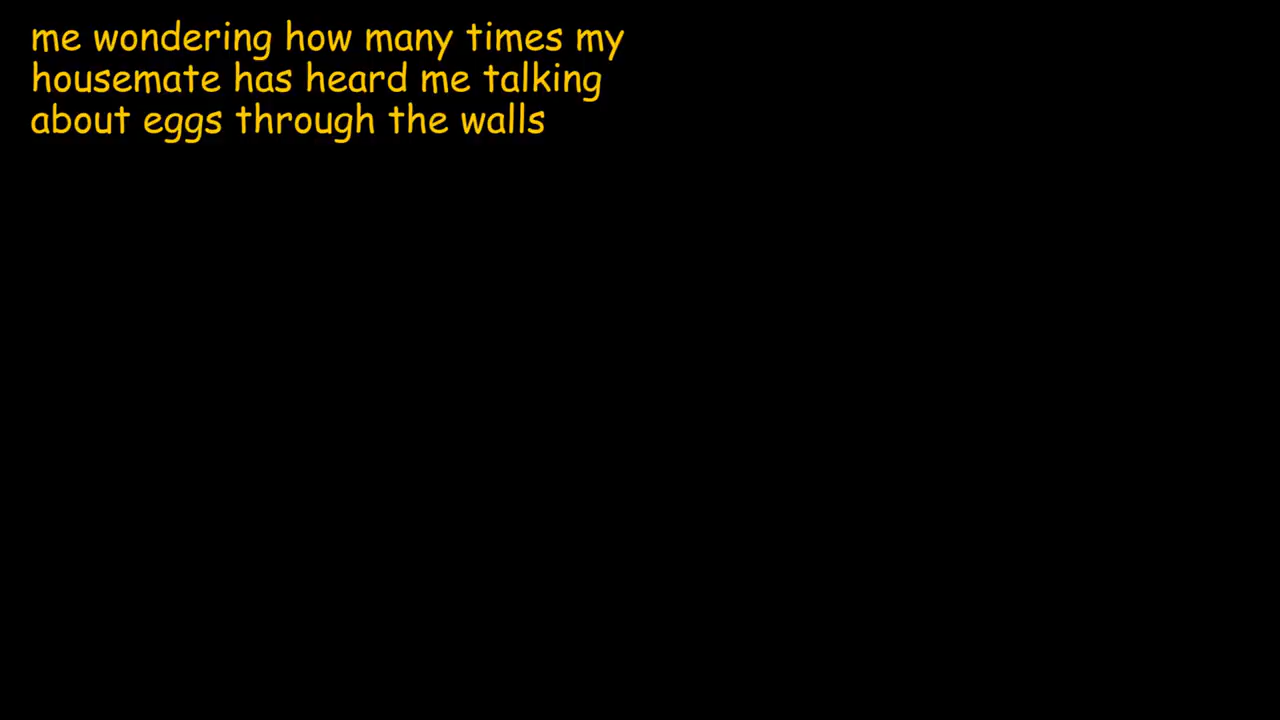 me wondering how many times my
housemate has heard me talking
about eggs through the walls